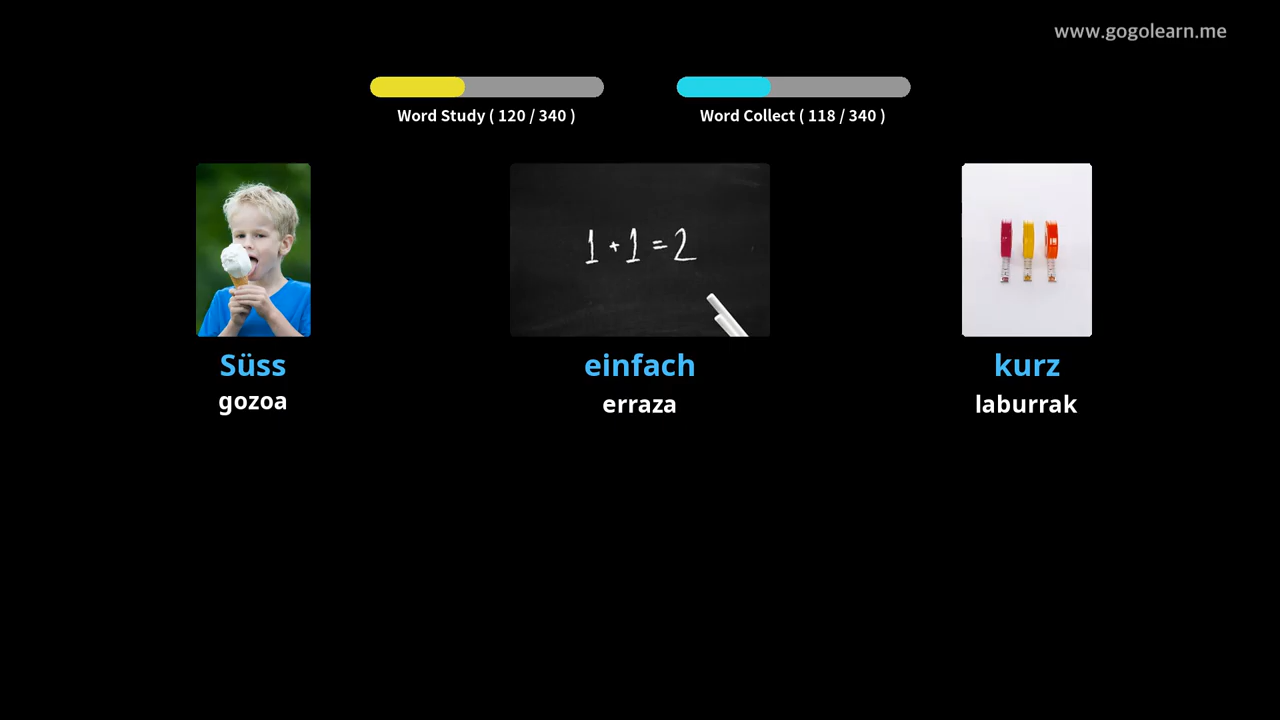 www.gogolearn.me
Word Study ( 120 / 340 )
Word Collect ( 118 / 340 )
1 + 1 = 2
Süss
einfach
kurz
gozoa
erraza
laburrak